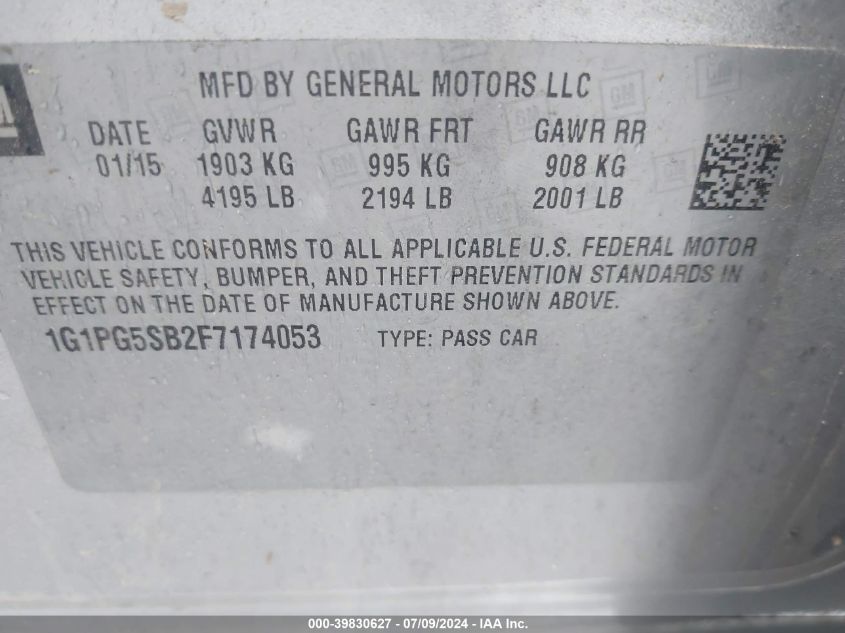 MFD BY GENERAL MOTORS LLC
DATE GVWR GAWR FRT GAWR RR
01/15 1903 KG 995 KG 908 KG
4195 LB 2194 LB 2001 LB
THIS VEHICLE CONFORMS TO ALL APPLICABLE U.S. FEDERAL MOTOR
VEHICLE SAFETY, BUMPER, AND THEFT PREVENTION STANDARDS IN
EFFECT ON THE DATE OF MANUFACTURE SHOWN ABOVE.
1G1PG5SB2F7174053 TYPE: PASS CAR
000-39830627 - 07/09/2024 - IAA Inc.